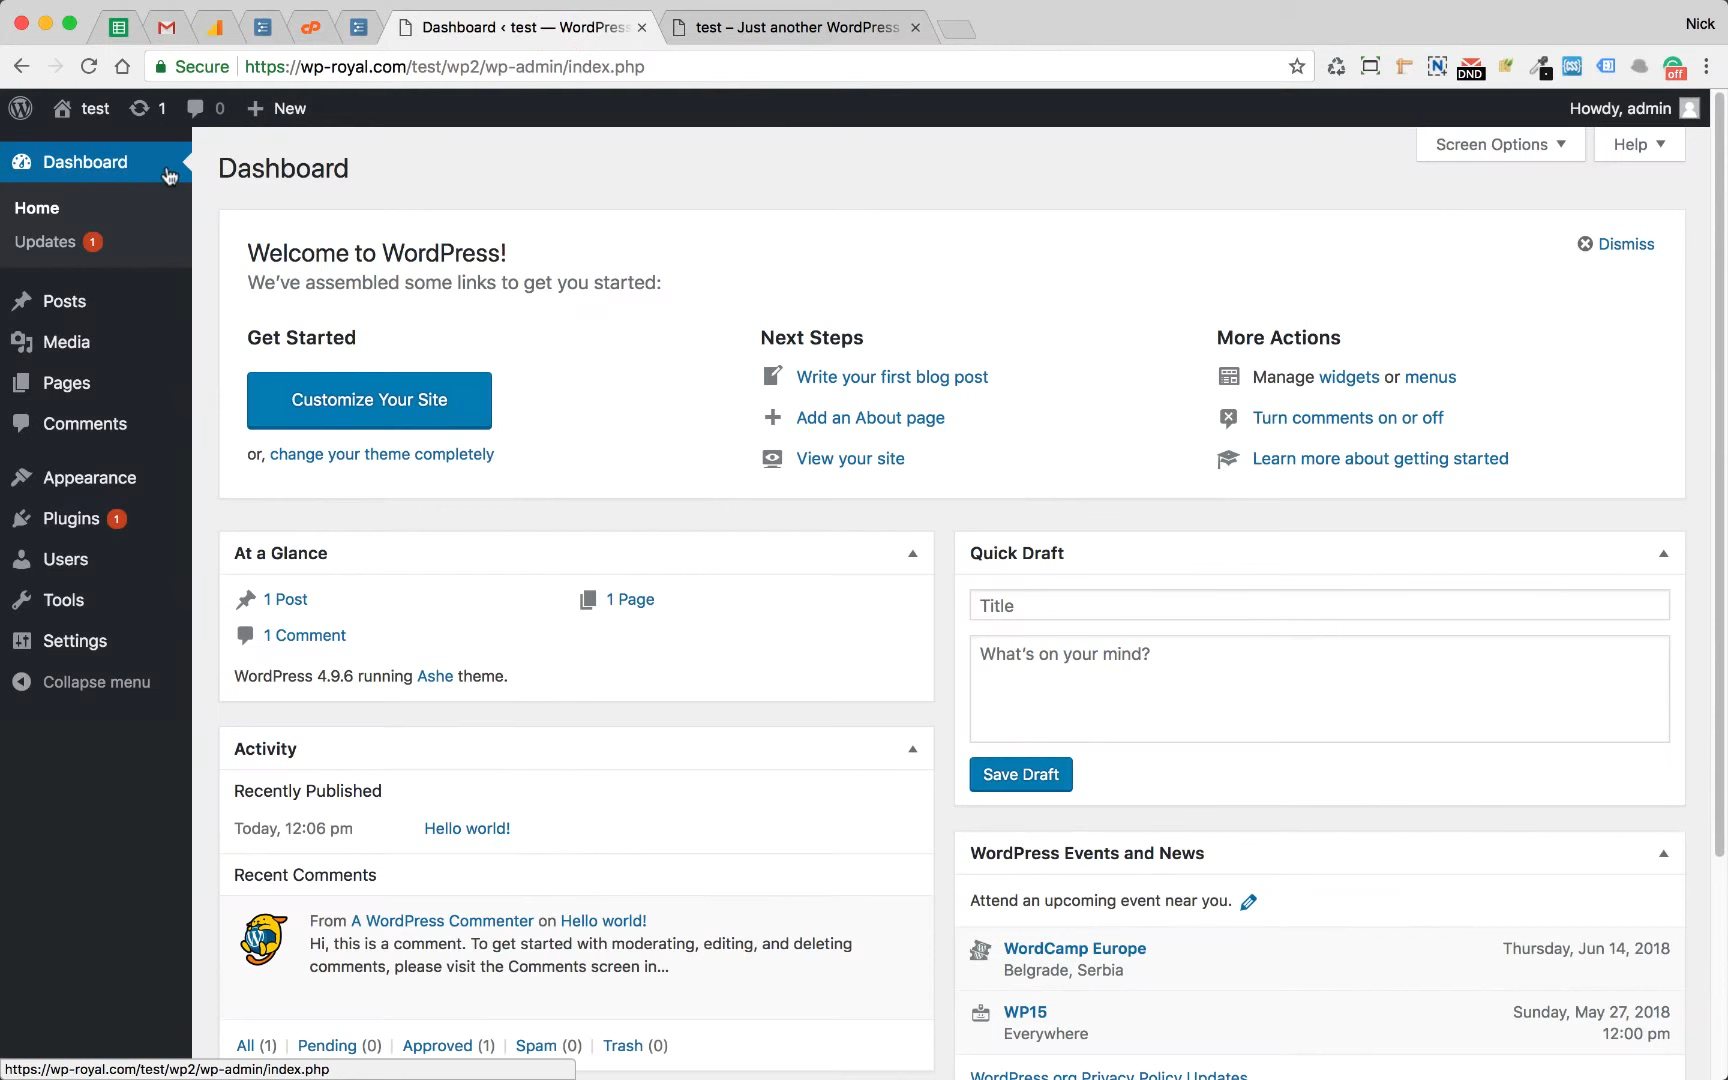 Dashboard ‹ test — WordPress
test – Just another WordPress
Nick
Secure https://wp-royal.com/test/wp2/wp-admin/index.php
DND
off
test 1 0 New
Howdy, admin
Dashboard
Home
Updates 1
Posts
Media
Pages
Comments
Appearance
Plugins 1
Users
Tools
Settings
Collapse menu
Screen Options
Help
Dashboard
Welcome to WordPress!
We’ve assembled some links to get you started:
Dismiss
Get Started
Customize Your Site
or, change your theme completely
Next Steps
Write your first blog post
Add an About page
View your site
More Actions
Manage widgets or menus
Turn comments on or off
Learn more about getting started
At a Glance
1 Post
1 Page
1 Comment
WordPress 4.9.6 running Ashe theme.
Activity
Recently Published
Today, 12:06 pm Hello world!
Recent Comments
From A WordPress Commenter on Hello world!
Hi, this is a comment. To get started with moderating, editing, and deleting
comments, please visit the Comments screen in...
All (1) | Pending (0) | Approved (1) | Spam (0) | Trash (0)
Quick Draft
Title
What’s on your mind?
Save Draft
WordPress Events and News
Attend an upcoming event near you.
WordCamp Europe
Belgrade, Serbia
Thursday, Jun 14, 2018
WP15
Everywhere
Sunday, May 27, 2018
12:00 pm
WordPress.org Privacy Policy Updates
https://wp-royal.com/test/wp2/wp-admin/index.php